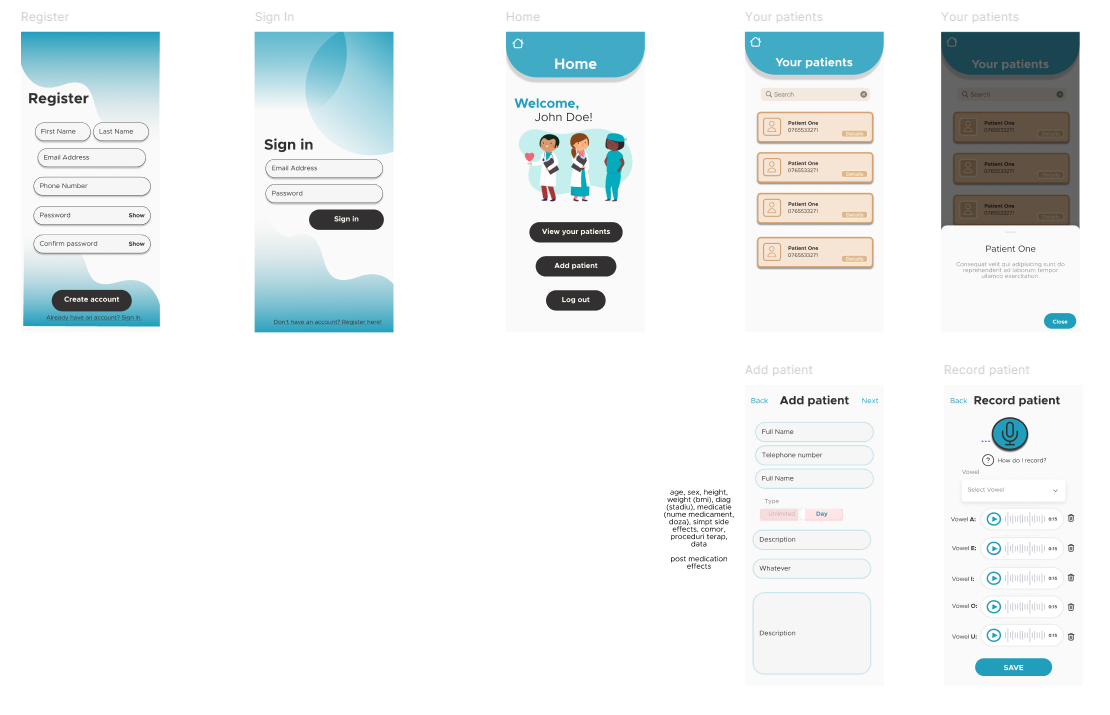 Register
Register
First Name
Last Name
Email Address
Phone Number
Password
Show
Confirm password
Show
Create account
Already have an account? Sign in.
Sign In
Sign in
Email Address
Password
Sign in
Don't have an account? Register here!
Home
Home
Welcome,
John Doe!
View your patients
Add patient
Log out
Your patients
Your patients
Search
Patient One
0765533271
Details
Patient One
0765533271
Details
Patient One
0765533271
Details
Patient One
0765533271
Details
Your patients
Your patients
Search
Patient One
0765533271
Details
Patient One
0765533271
Details
Patient One
0765533271
Details
Patient One
Consequat velit qui adipisicing sunt do
reprehenderit ad laborum tempor
ullamco exercitation.
Close
age, sex, height,
weight (bmi), diag
(stadiu), medicatie
(nume medicament,
doza), simpt side
effects, comor,
proceduri terap,
data
post medication
effects
Add patient
Back
Add patient
Next
Full Name
Telephone number
Full Name
Type
Unlimited
Day
Description
Whatever
Description
Record patient
Back
Record patient
...
? How do I record?
Vowel
Select Vowel
Vowel A:
0:15
Vowel E:
0:15
Vowel I:
0:15
Vowel O:
0:15
Vowel U:
0:15
SAVE